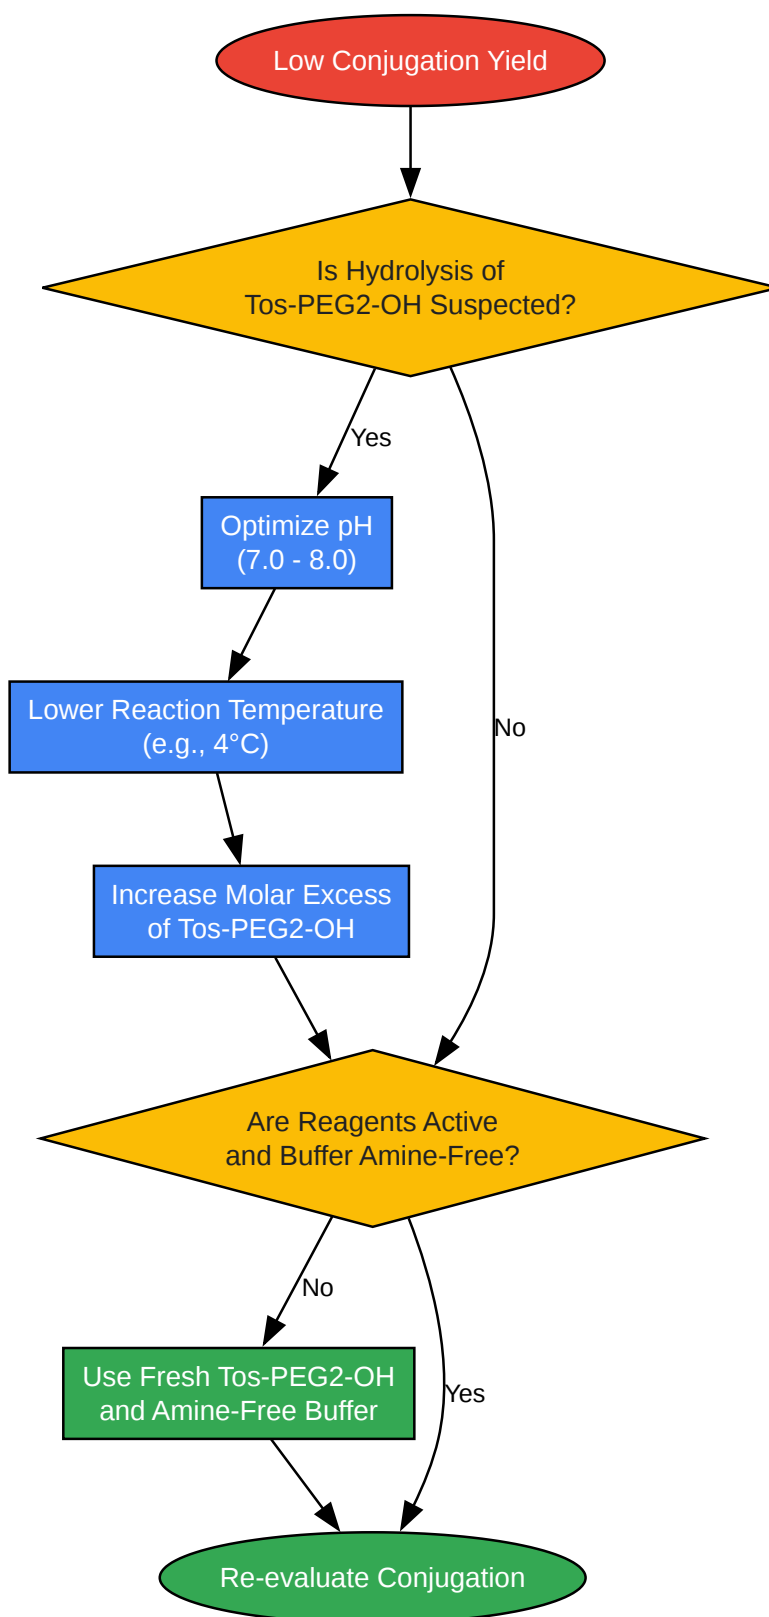 Low Conjugation Yield
Is Hydrolysis of
Tos-PEG2-OH Suspected?
Yes
Optimize pH
(7.0 - 8.0)
Lower Reaction Temperature
(e.g., 4°C)
No
Increase Molar Excess
of Tos-PEG2-OH
Are Reagents Active
and Buffer Amine-Free?
No
Use Fresh Tos-PEG2-OH
and Amine-Free Buffer
Yes
Re-evaluate Conjugation